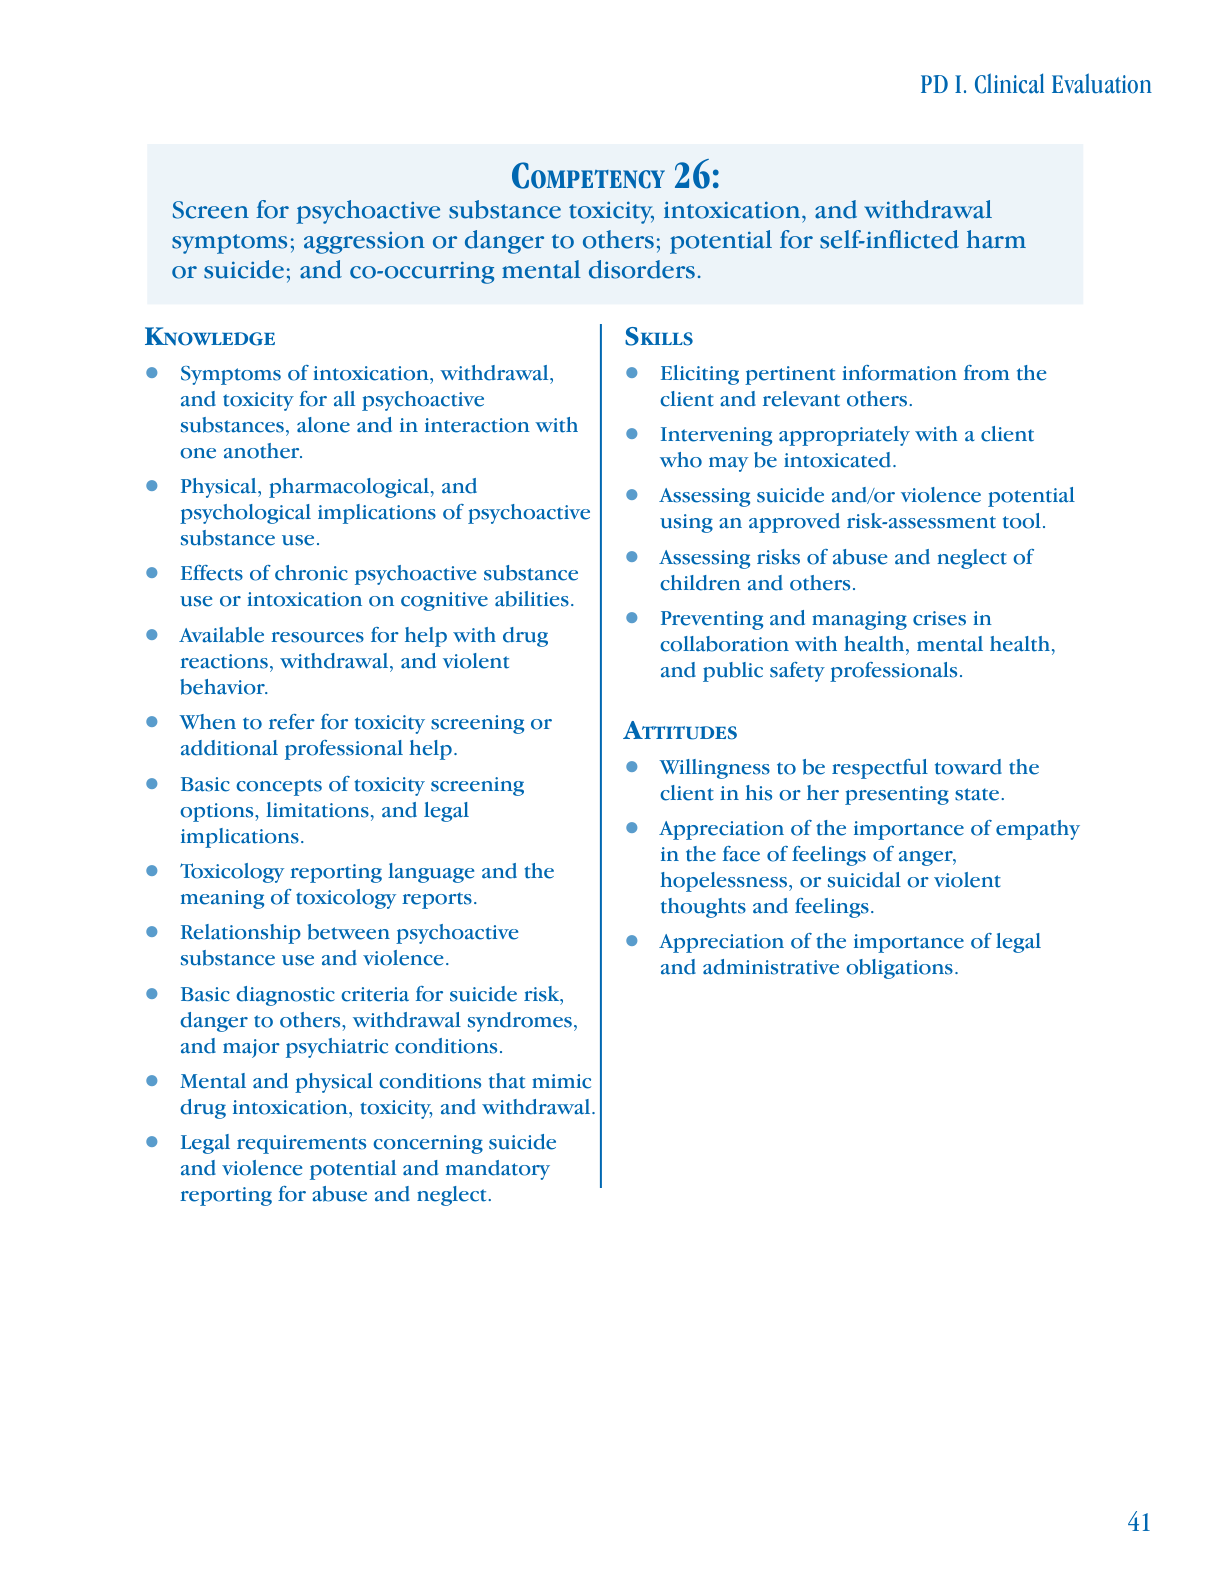 PD I. Clinical Evaluation
COMPETENCY 26:
Screen for psychoactive substance toxicity, intoxication, and withdrawal
symptoms; aggression or danger to others; potential for self-inflicted harm
or suicide; and co-occurring mental disorders.
KNOWLEDGE
● Symptoms of intoxication, withdrawal,
and toxicity for all psychoactive
substances, alone and in interaction with
one another.
● Physical, pharmacological, and
psychological implications of psychoactive
substance use.
● Effects of chronic psychoactive substance
use or intoxication on cognitive abilities.
● Available resources for help with drug
reactions, withdrawal, and violent
behavior.
● When to refer for toxicity screening or
additional professional help.
● Basic concepts of toxicity screening
options, limitations, and legal
implications.
● Toxicology reporting language and the
meaning of toxicology reports.
● Relationship between psychoactive
substance use and violence.
● Basic diagnostic criteria for suicide risk,
danger to others, withdrawal syndromes,
and major psychiatric conditions.
● Mental and physical conditions that mimic
drug intoxication, toxicity, and withdrawal.
● Legal requirements concerning suicide
and violence potential and mandatory
reporting for abuse and neglect.
SKILLS
● Eliciting pertinent information from the
client and relevant others.
● Intervening appropriately with a client
who may be intoxicated.
● Assessing suicide and/or violence potential
using an approved risk-assessment tool.
● Assessing risks of abuse and neglect of
children and others.
● Preventing and managing crises in
collaboration with health, mental health,
and public safety professionals.
ATTITUDES
● Willingness to be respectful toward the
client in his or her presenting state.
● Appreciation of the importance of empathy
in the face of feelings of anger,
hopelessness, or suicidal or violent
thoughts and feelings.
● Appreciation of the importance of legal
and administrative obligations.
41